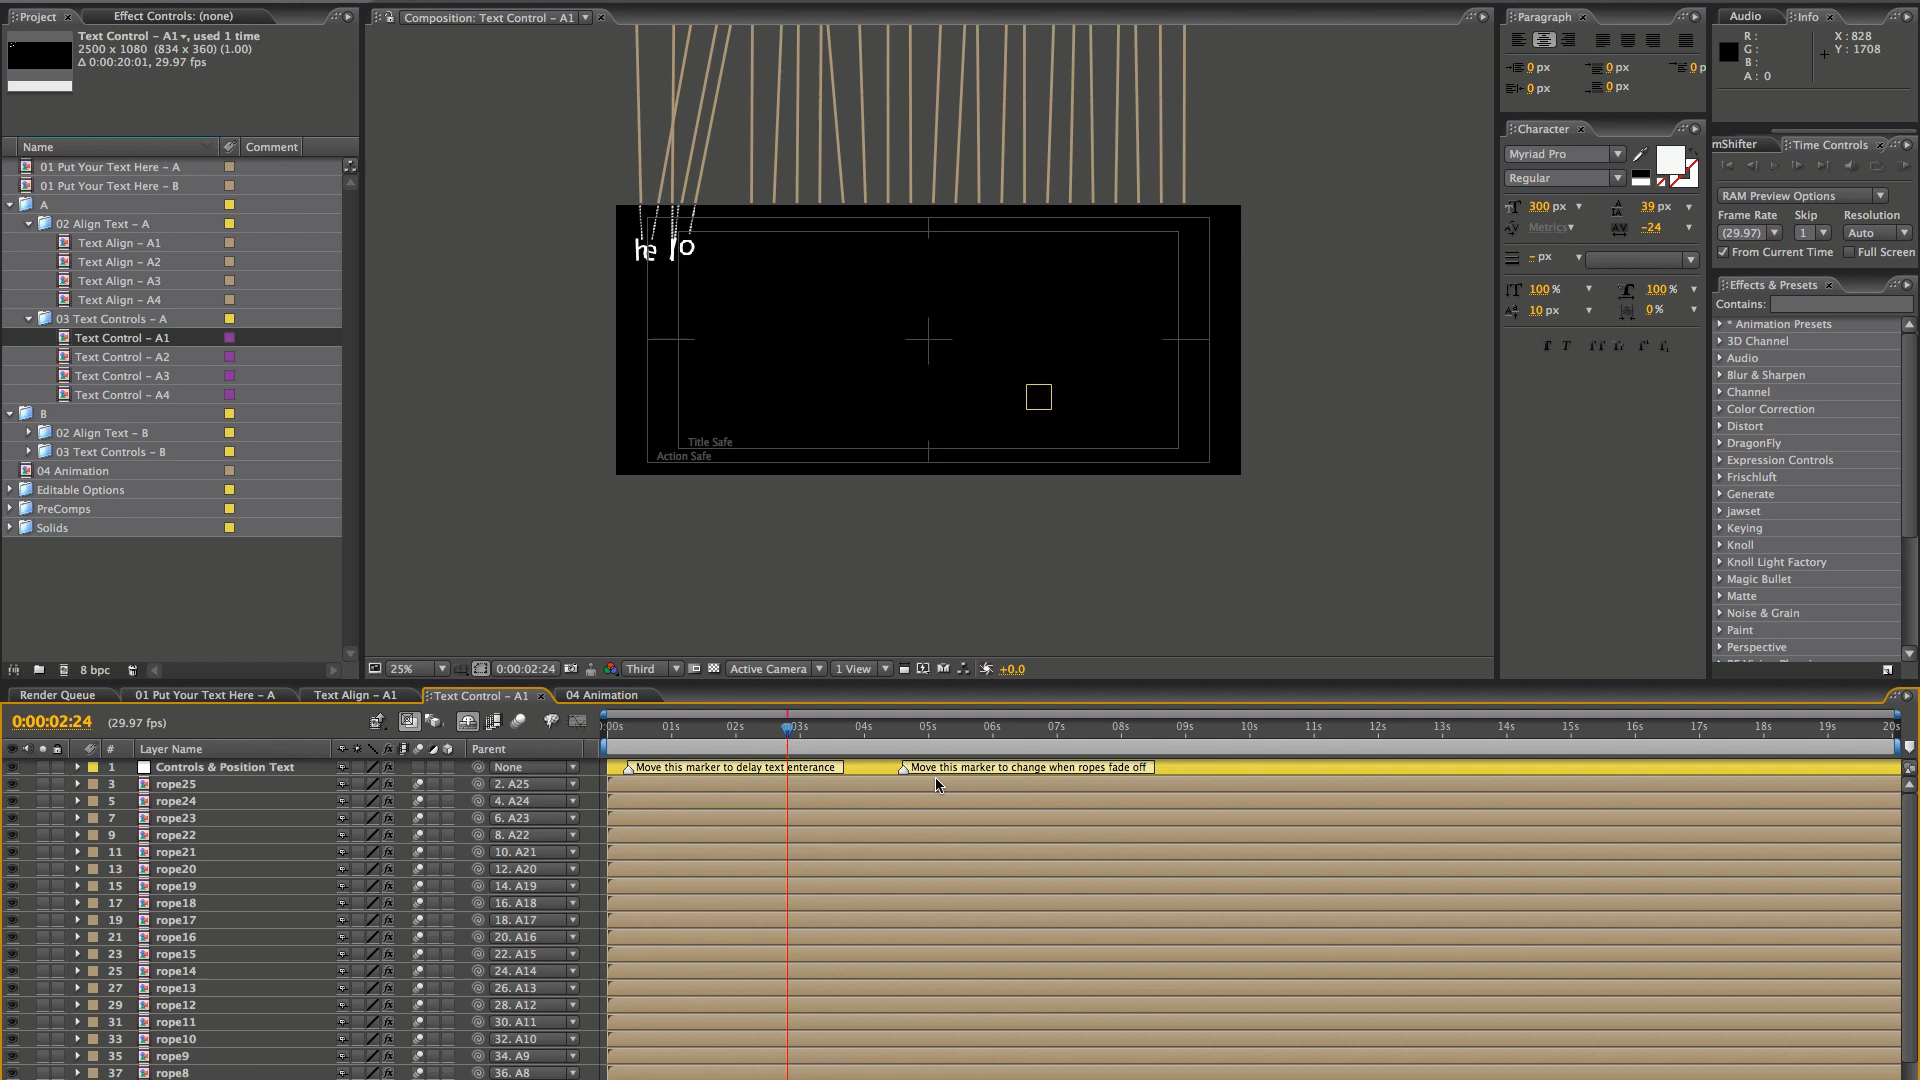 Project
Effect Controls: (none)
Text Control - A1, used 1 time
2500 x 1080 (834 x 360) (1.00)
Δ 0:00:20:01, 29.97 fps
Name
Comment
01 Put Your Text Here - A
01 Put Your Text Here - B
A
02 Align Text - A
Text Align - A1
Text Align - A2
Text Align - A3
Text Align - A4
03 Text Controls - A
Text Control - A1
Text Control - A2
Text Control - A3
Text Control - A4
B
02 Align Text - B
03 Text Controls - B
04 Animation
Editable Options
PreComps
Solids
8 bpc
Composition: Text Control - A1
he lo
Title Safe
Action Safe
25%
0:00:02:24
Third
Active Camera
1 View
+0.0
Paragraph
0 px
0 px
0 p
0 px
0 px
Character
Myriad Pro
Regular
300 px
39 px
Metrics
-24
- px
100 %
100 %
10 px
0 %
Audio
Info
R :
G :
B :
A : 0
X : 828
Y : 1708
mShifter
Time Controls
RAM Preview Options
Frame Rate
Skip
Resolution
(29.97)
1
Auto
From Current Time
Full Screen
Effects & Presets
Contains:
* Animation Presets
3D Channel
Audio
Blur & Sharpen
Channel
Color Correction
Distort
DragonFly
Expression Controls
Frischluft
Generate
jawset
Keying
Knoll
Knoll Light Factory
Magic Bullet
Matte
Noise & Grain
Paint
Perspective
Render Queue
01 Put Your Text Here - A
Text Align - A1
Text Control - A1
04 Animation
0:00:02:24
(29.97 fps)
):00s 01s 02s 03s 04s 05s 06s 07s 08s 09s 10s 11s 12s 13s 14s 15s 16s 17s 18s 19s 20s
# Layer Name Parent
1 Controls & Position Text None
Move this marker to delay text enterance
Move this marker to change when ropes fade off
3 rope25 2. A25
5 rope24 4. A24
7 rope23 6. A23
9 rope22 8. A22
11 rope21 10. A21
13 rope20 12. A20
15 rope19 14. A19
17 rope18 16. A18
19 rope17 18. A17
21 rope16 20. A16
23 rope15 22. A15
25 rope14 24. A14
27 rope13 26. A13
29 rope12 28. A12
31 rope11 30. A11
33 rope10 32. A10
35 rope9 34. A9
37 rope8 36. A8